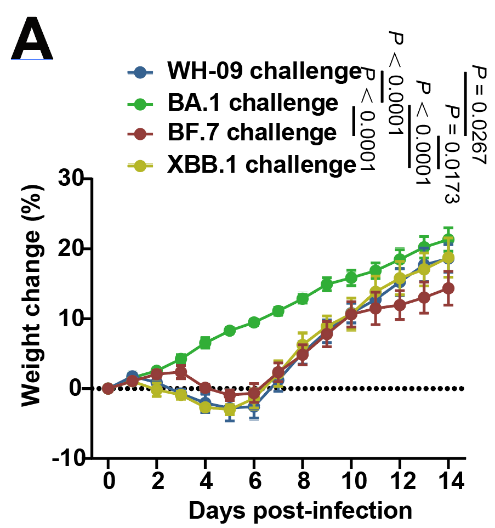 A
WH-09 challenge
BA.1 challenge
BF.7 challenge
XBB.1 challenge
P < 0.0001
P < 0.0001
P < 0.0001
P = 0.0173
P = 0.0267
Weight change (%)
30
20
10
0
-10
0 2 4 6 8 10 12 14
Days post-infection